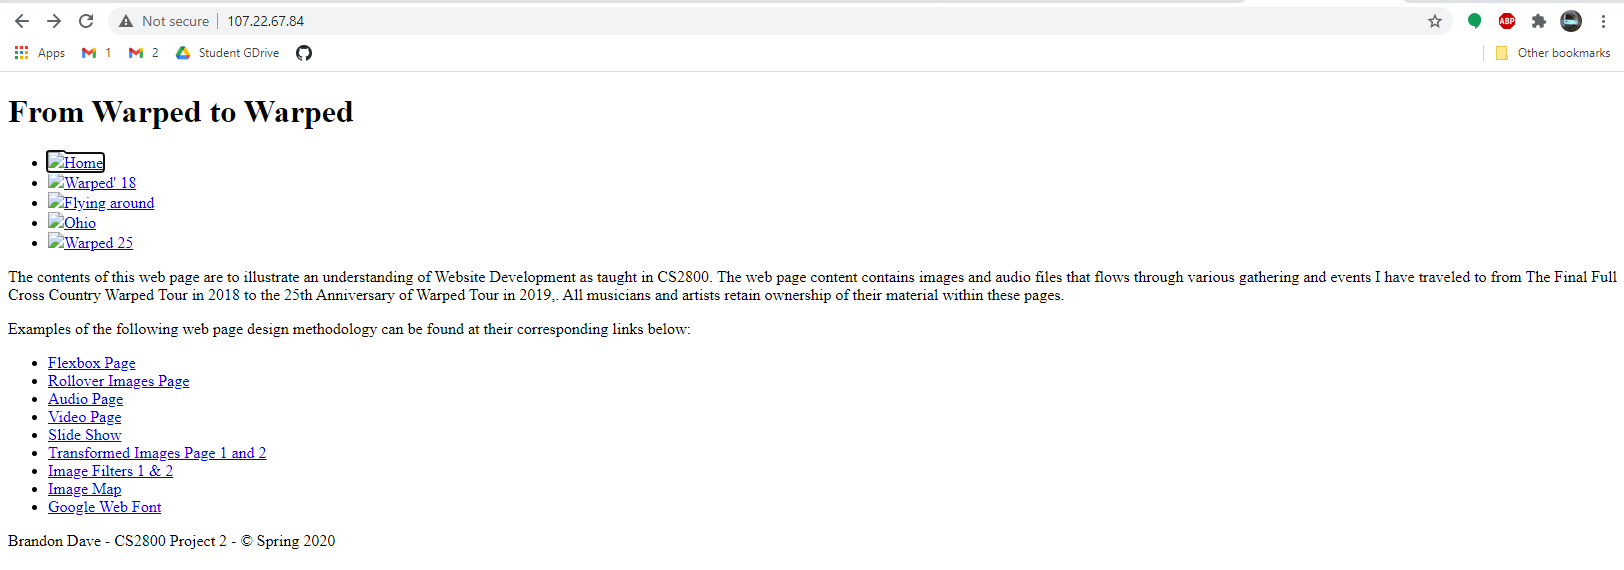 Not secure
107.22.67.84
ABP
Apps
1
2
Student GDrive
Other bookmarks
From Warped to Warped
Home
Warped' 18
Flying around
Ohio
Warped 25
The contents of this web page are to illustrate an understanding of Website Development as taught in CS2800. The web page content contains images and audio files that flows through various gathering and events I have traveled to from The Final Full
Cross Country Warped Tour in 2018 to the 25th Anniversary of Warped Tour in 2019,. All musicians and artists retain ownership of their material within these pages.
Examples of the following web page design methodology can be found at their corresponding links below:
Flexbox Page
Rollover Images Page
Audio Page
Video Page
Slide Show
Transformed Images Page 1 and 2
Image Filters 1 & 2
Image Map
Google Web Font
Brandon Dave - CS2800 Project 2 - © Spring 2020